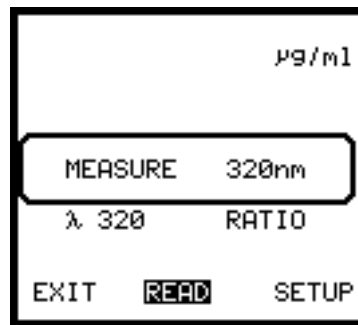 µg/ml
MEASURE 320nm
λ 320 RATIO
EXIT READ SETUP